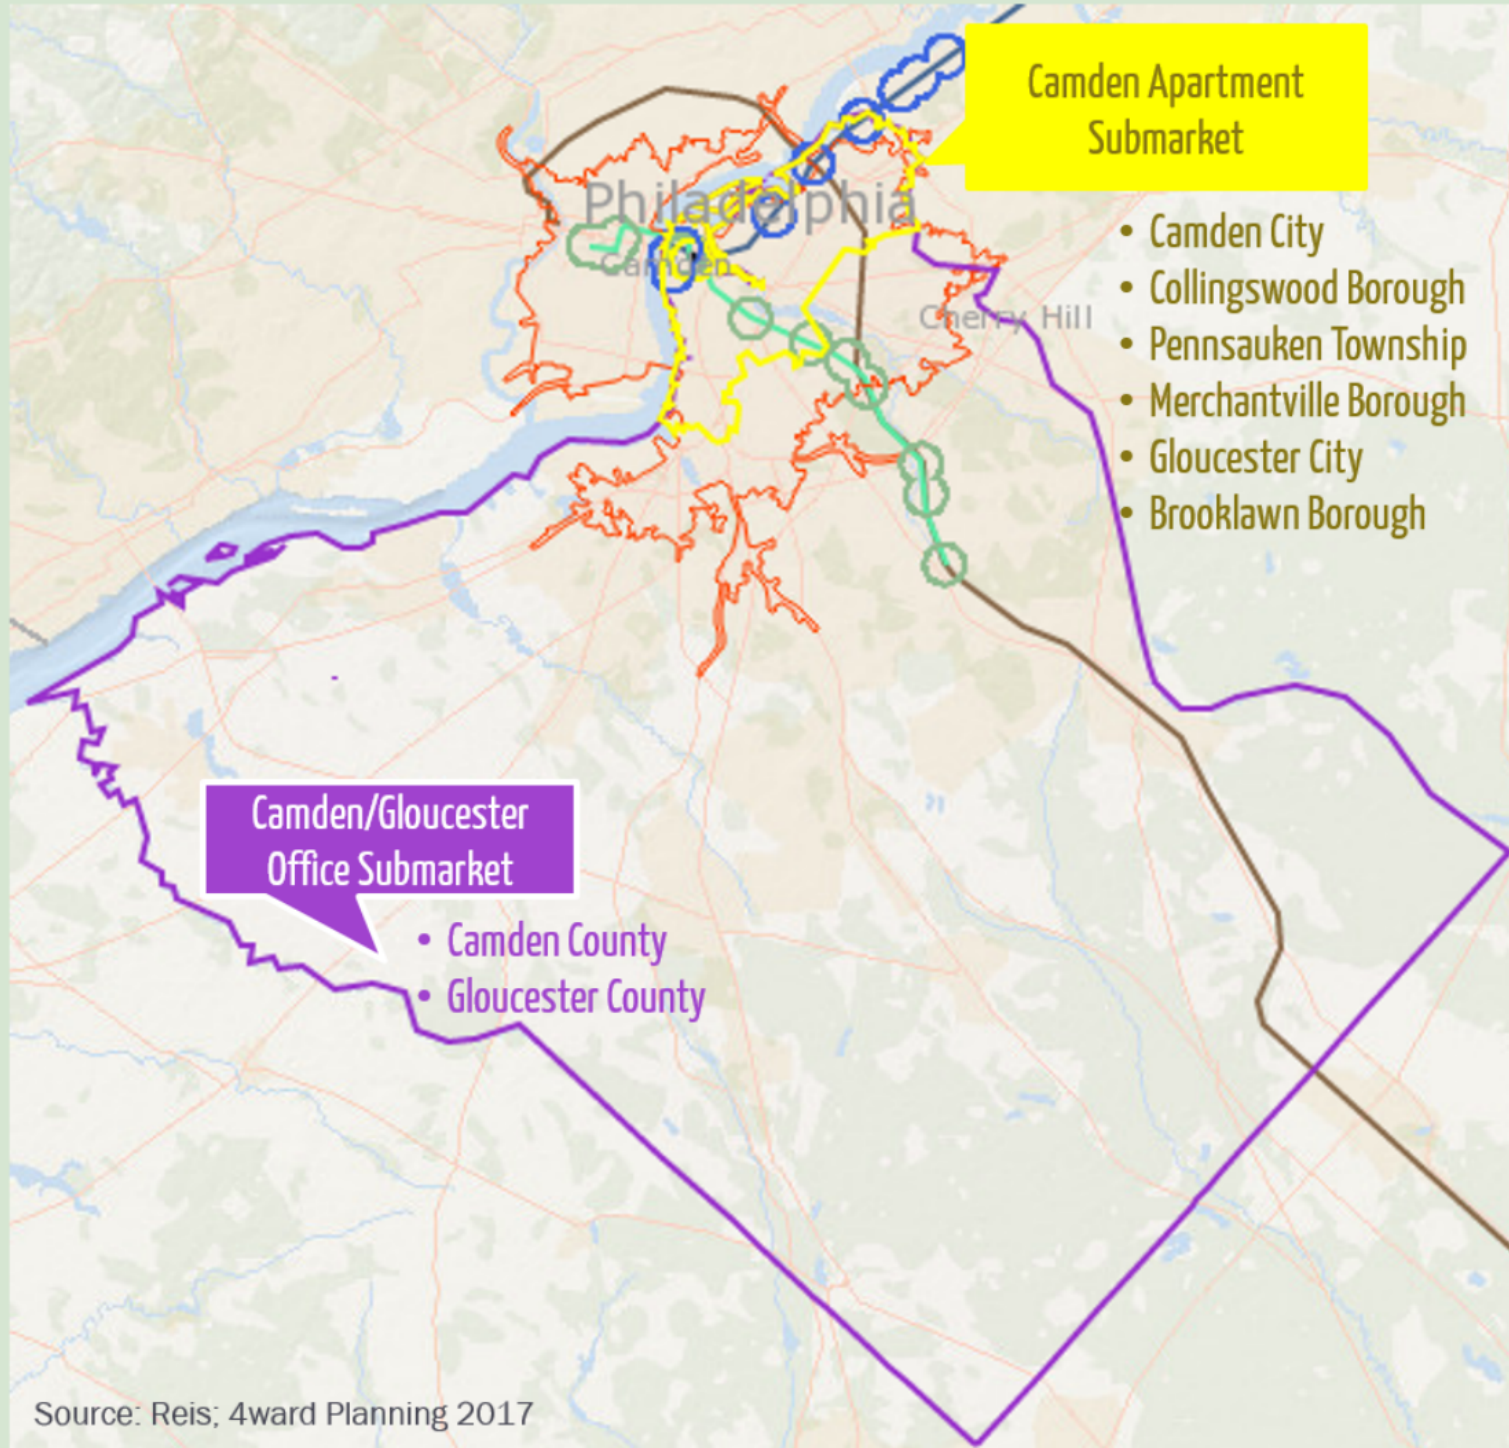 Camden Apartment
Submarket
Philadelphia
Camden
Cherry Hill
• Camden City
• Collingswood Borough
• Pennsauken Township
• Merchantville Borough
• Gloucester City
• Brooklawn Borough
Camden/Gloucester
Office Submarket
• Camden County
• Gloucester County
Source: Reis; 4ward Planning 2017